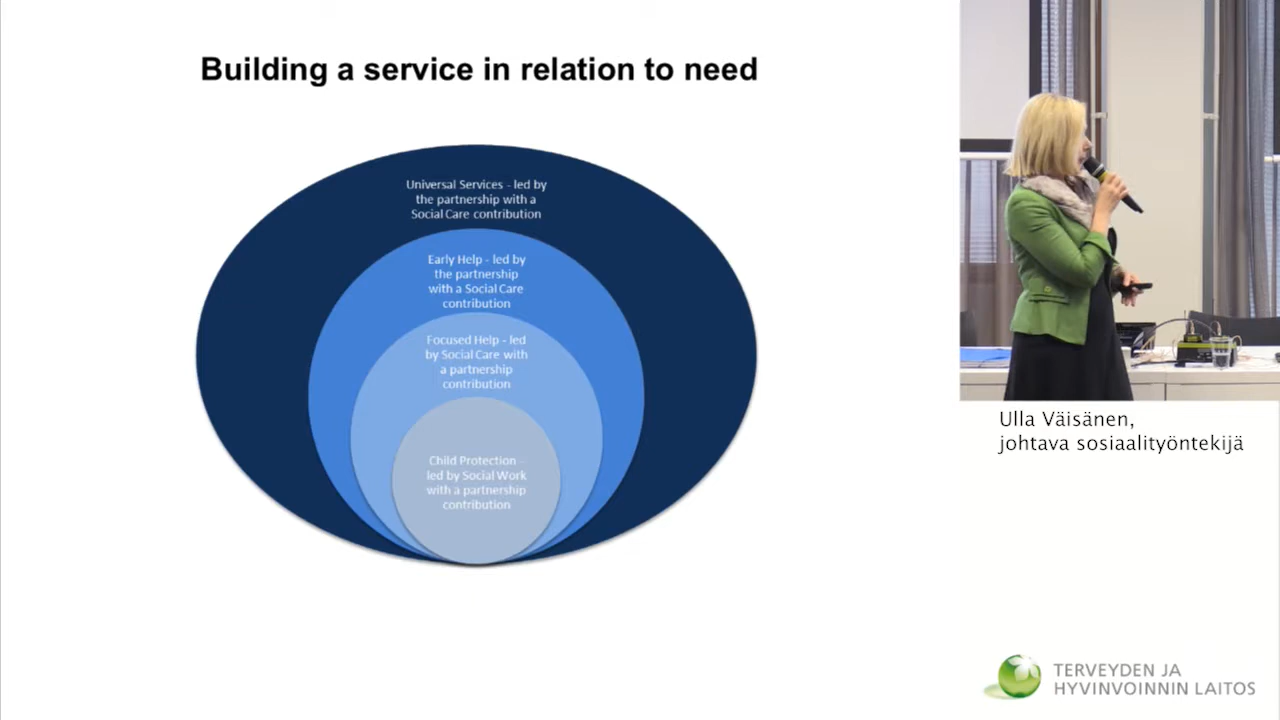 Building a service in relation to need
Universal Services - led by
the partnership with a
Social Care contribution
Early Help - led by
the partnership
with a Social Care
contribution
Focused Help - led
by Social Care with
a partnership
contribution
Child Protection -
led by Social Work
with a partnership
contribution
Ulla Väisänen,
johtava sosiaalityöntekijä
TERVEYDEN JA
HYVINVOINNIN LAITOS